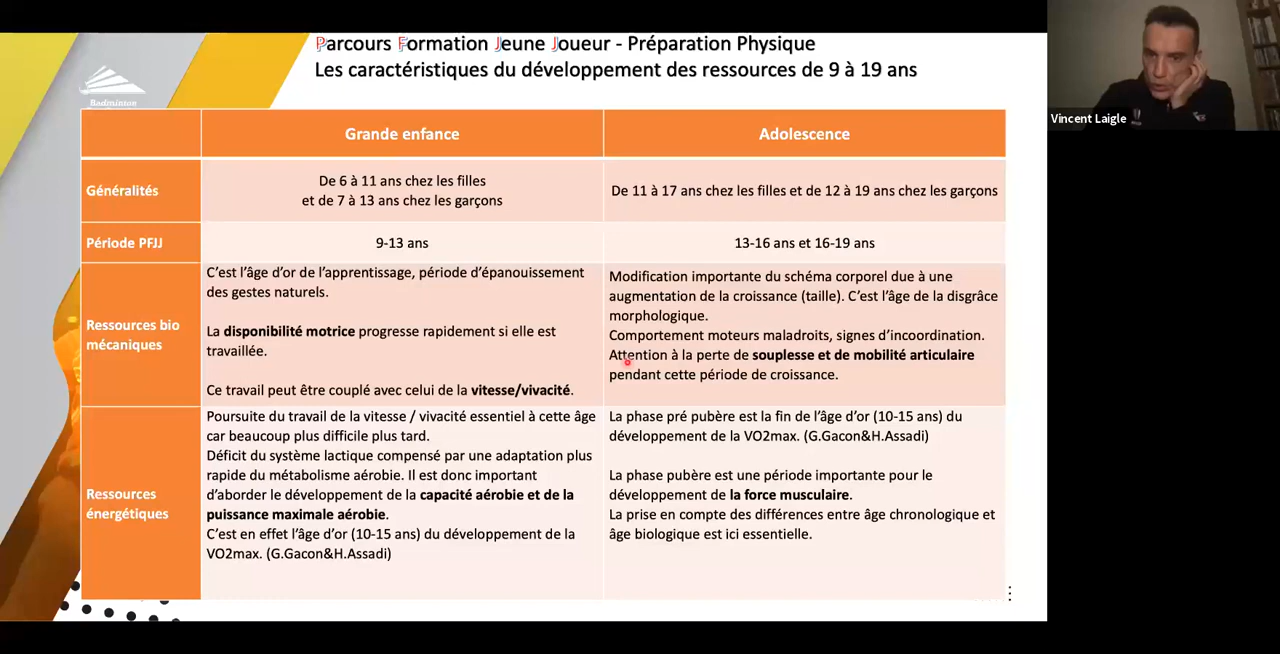 Parcours Formation Jeune Joueur - Préparation Physique
Les caractéristiques du développement des ressources de 9 à 19 ans
Badminton
Vincent Laigle
Grande enfance
Adolescence
Généralités
De 6 à 11 ans chez les filles
et de 7 à 13 ans chez les garçons
De 11 à 17 ans chez les filles et de 12 à 19 ans chez les garçons
Période PFJJ
9-13 ans
13-16 ans et 16-19 ans
Ressources bio
mécaniques
C’est l’âge d’or de l’apprentissage, période d’épanouissement
des gestes naturels.
La disponibilité motrice progresse rapidement si elle est
travaillée.
Ce travail peut être couplé avec celui de la vitesse/vivacité.
Modification importante du schéma corporel due à une
augmentation de la croissance (taille). C’est l’âge de la disgrâce
morphologique.
Comportement moteurs maladroits, signes d’incoordination.
Attention à la perte de souplesse et de mobilité articulaire
pendant cette période de croissance.
Ressources
énergétiques
Poursuite du travail de la vitesse / vivacité essentiel à cette âge
car beaucoup plus difficile plus tard.
Déficit du système lactique compensé par une adaptation plus
rapide du métabolisme aérobie. Il est donc important
d’aborder le développement de la capacité aérobie et de la
puissance maximale aérobie.
C’est en effet l’âge d’or (10-15 ans) du développement de la
VO2max. (G.Gacon&H.Assadi)
La phase pré pubère est la fin de l’âge d’or (10-15 ans) du
développement de la VO2max. (G.Gacon&H.Assadi)
La phase pubère est une période importante pour le
développement de la force musculaire.
La prise en compte des différences entre âge chronologique et
âge biologique est ici essentielle.